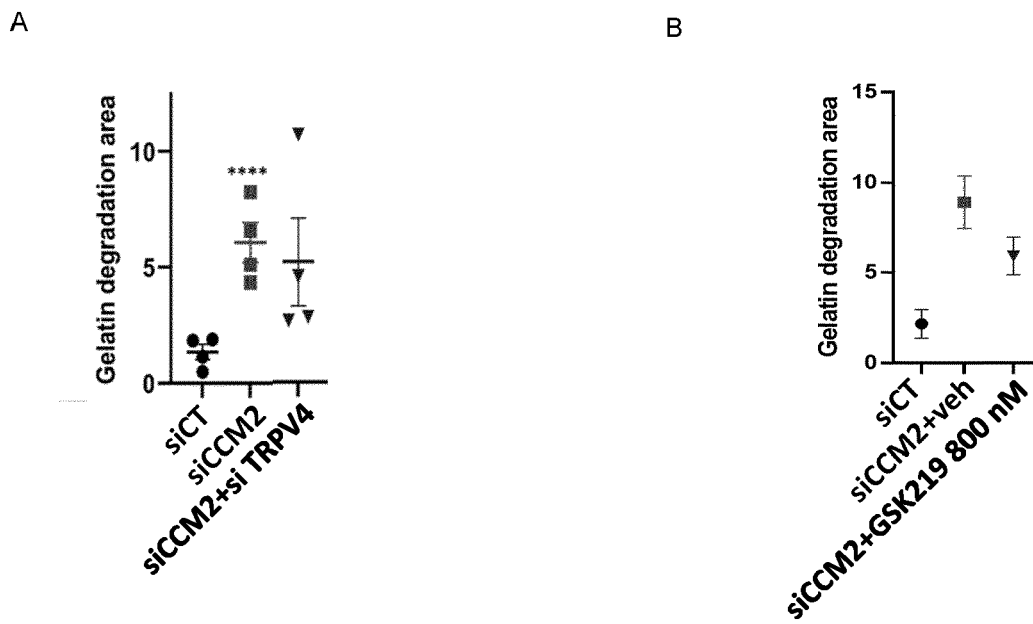 A
B
Gelatin degradation area
10
5
0
****
siCT
siCCM2
siCCM2+si TRPV4
Gelatin degradation area
15
10
5
0
siCT
siCCM2+veh
siCCM2+GSK219 800 nM